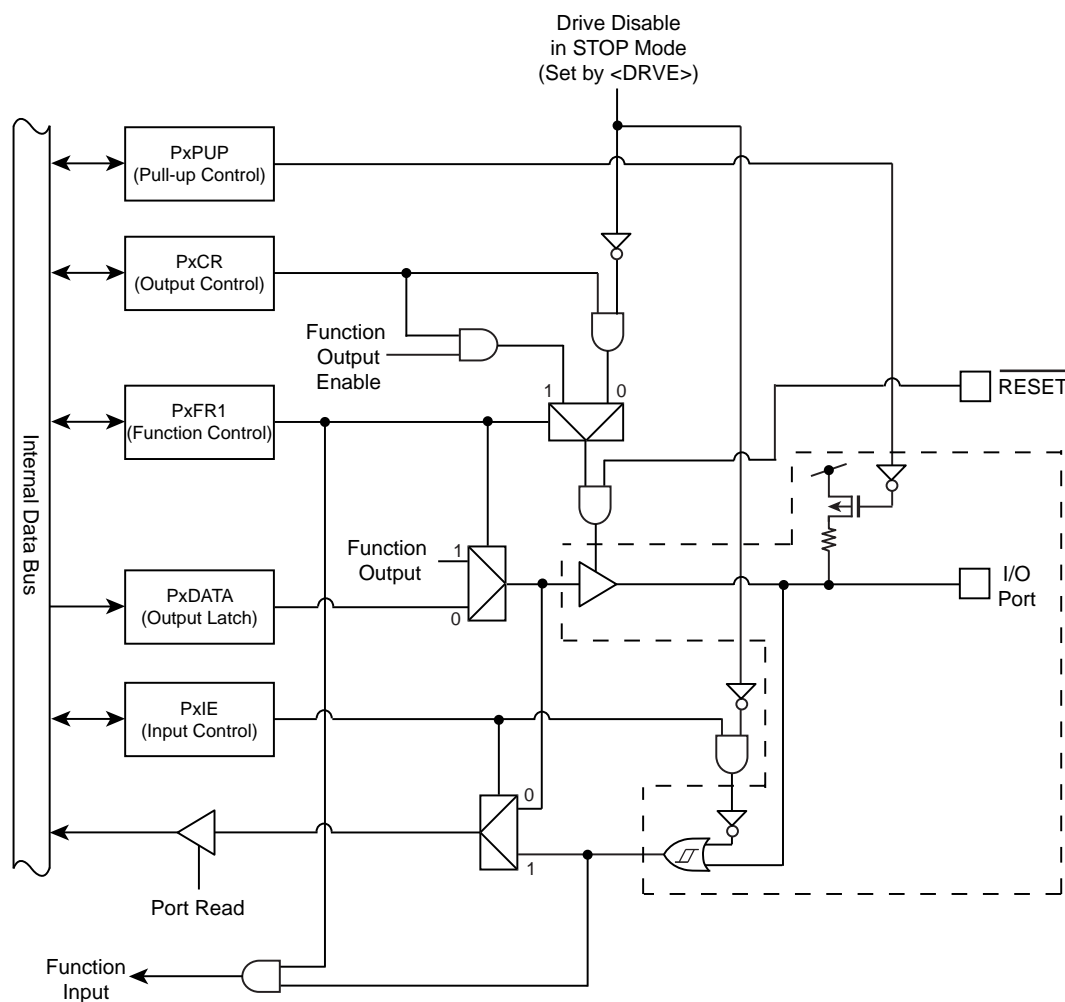 Drive Disable
in STOP Mode
(Set by <DRVE>)
PxPUP
(Pull-up Control)
PxCR
(Output Control)
Function
Output
Enable
1
0
RESET
PxFR1
(Function Control)
Internal Data Bus
Function
Output
1
0
I/O
Port
PxDATA
(Output Latch)
PxIE
(Input Control)
0
1
Port Read
Function
Input